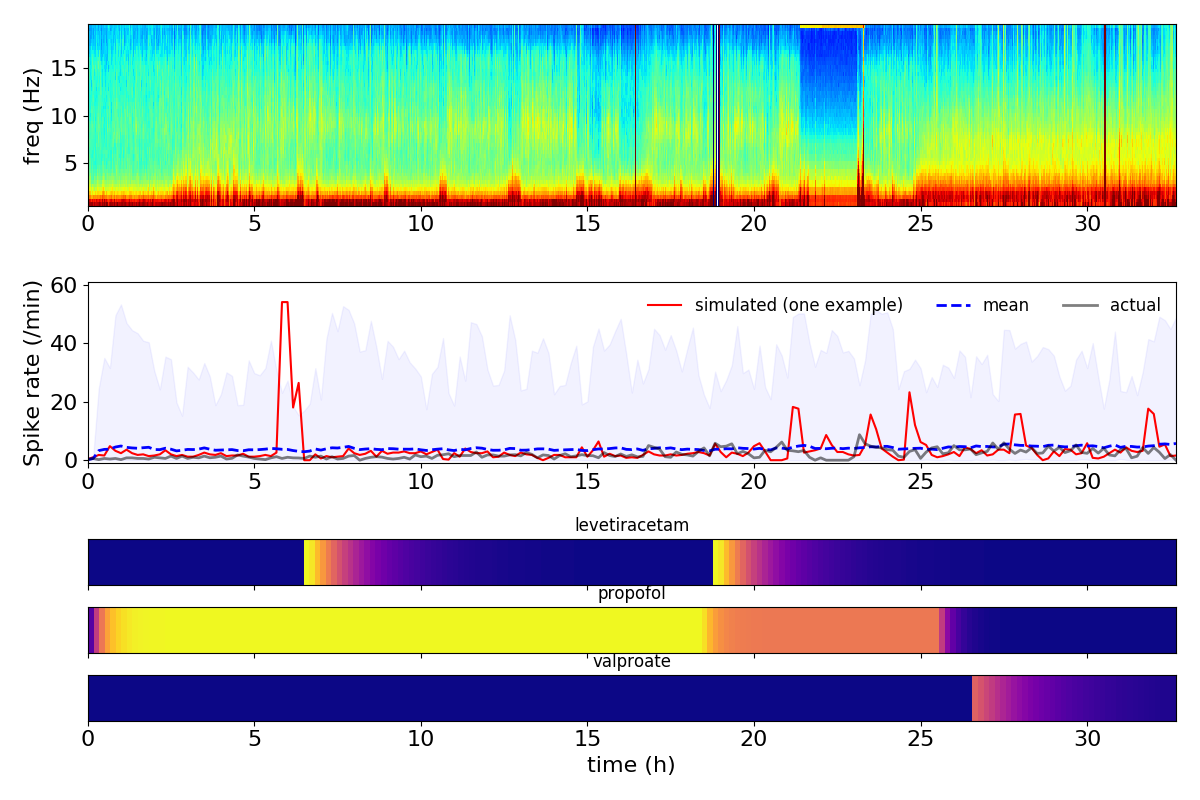 freq (Hz)
15
10
5
0 5 10 15 20 25 30
Spike rate (/min)
60
40
20
0
simulated (one example) mean actual
0 5 10 15 20 25 30
levetiracetam
propofol
valproate
0 5 10 15 20 25 30
time (h)